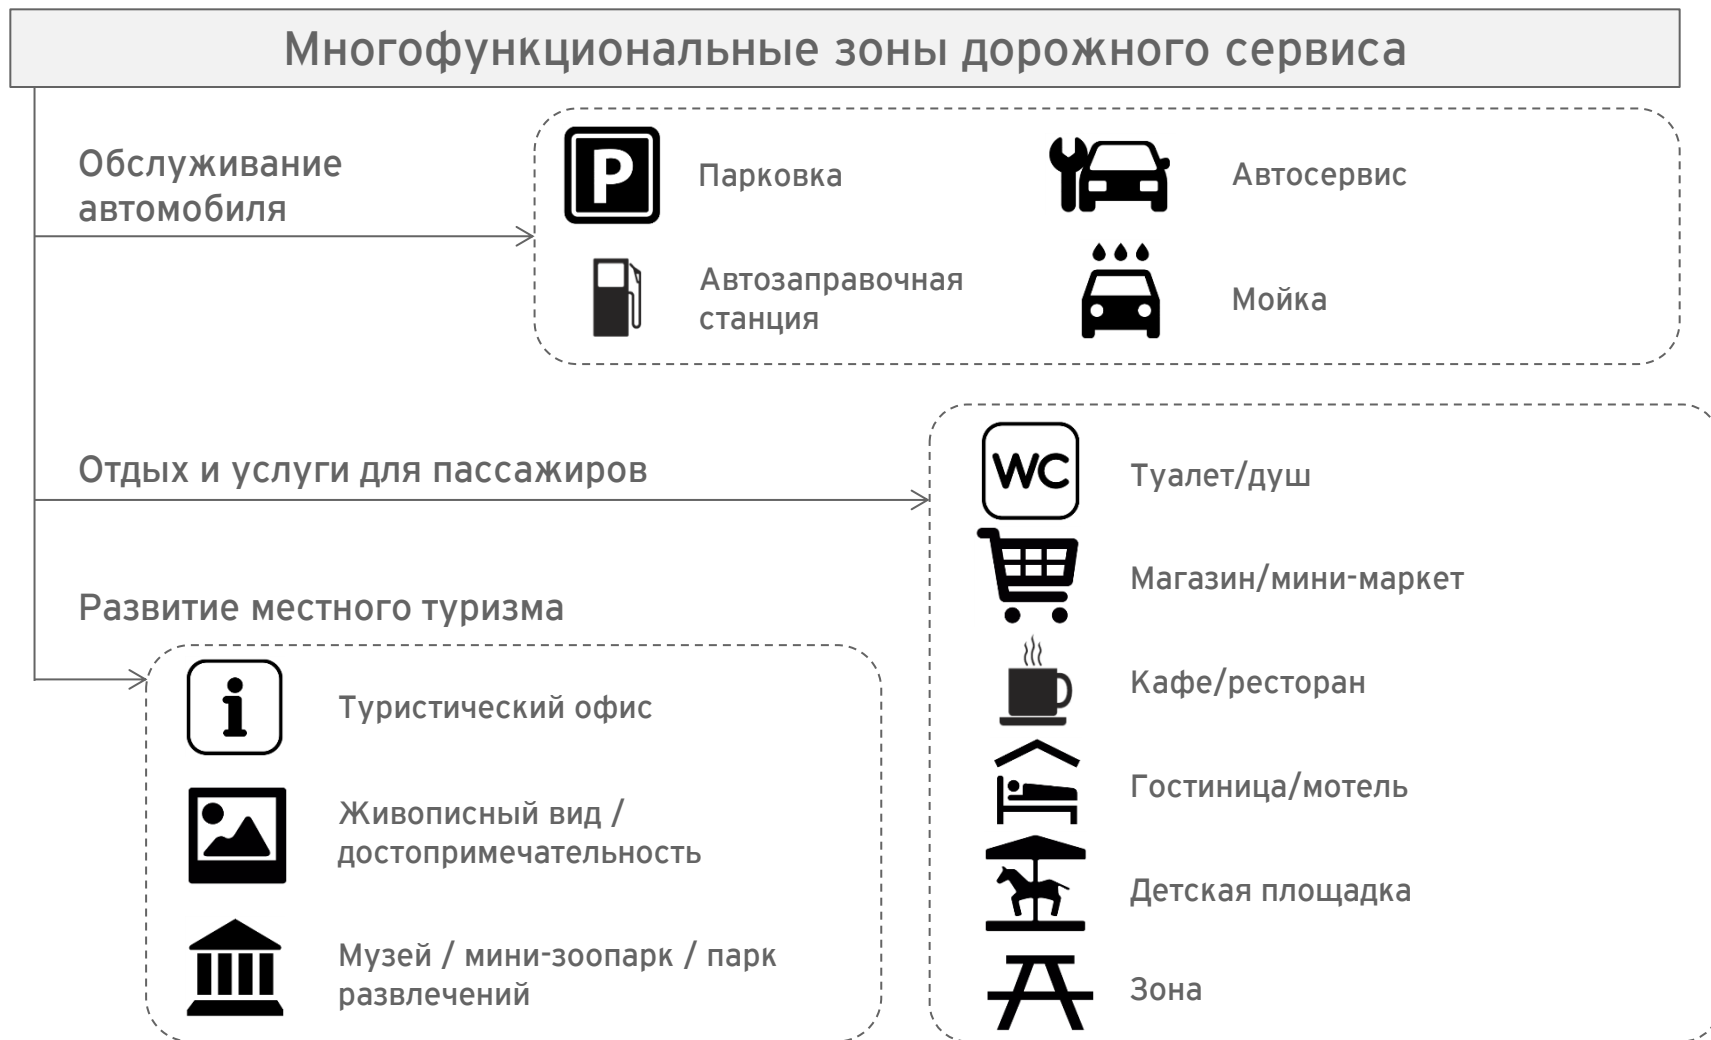 Многофункциональные зоны дорожного сервиса
Обслуживание
автомобиля
P
Парковка
Автосервис
Автозаправочная
станция
Мойка
Отдых и услуги для пассажиров
WC
Туалет/душ
Магазин/мини-маркет
Кафе/ресторан
Гостиница/мотель
Детская площадка
Зона
Развитие местного туризма
i
Туристический офис
Живописный вид /
достопримечательность
Музей / мини-зоопарк / парк
развлечений